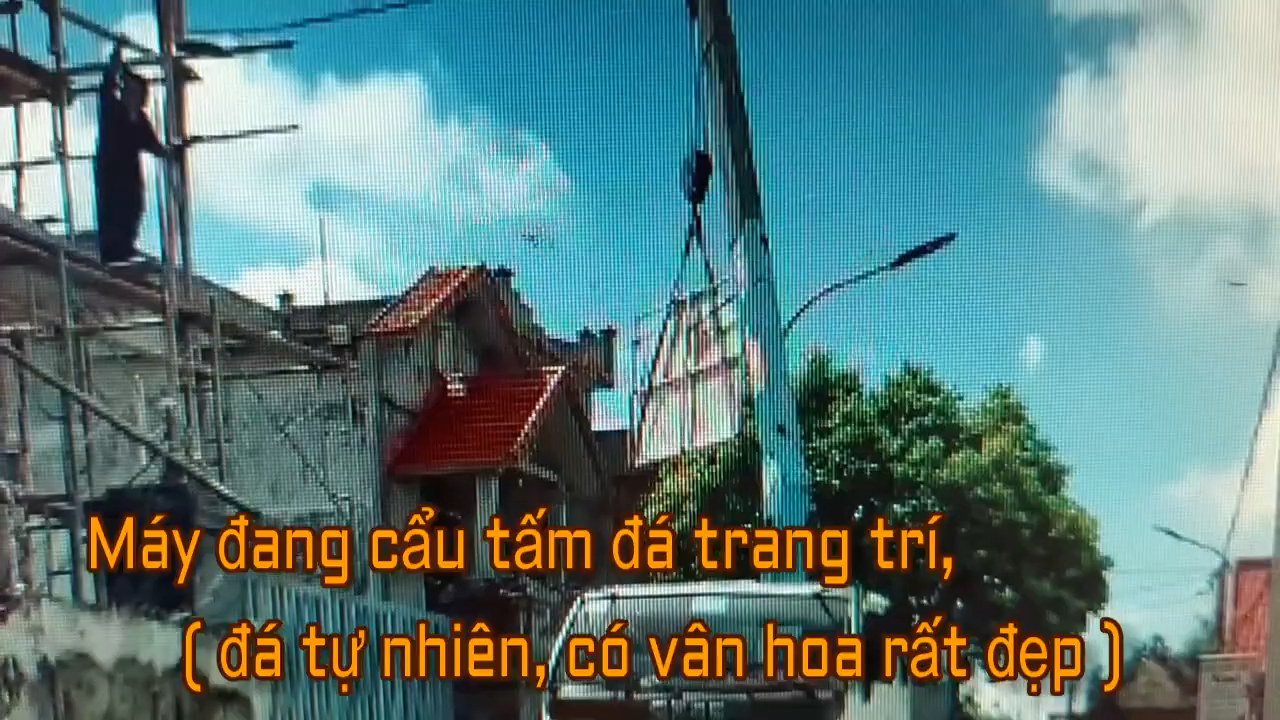 Máy đang cẩu tấm đá trang trí,
( đá tự nhiên, có vân hoa rất đẹp )